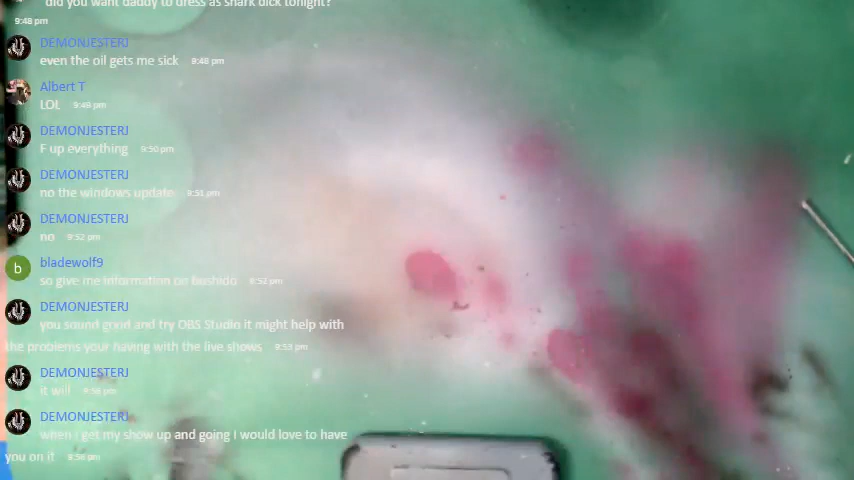 did you want daddy to dress as shark dick tonight?
9:48 pm
DEMONJESTERJ
even the oil gets me sick 9:48 pm
Albert T
LOL 9:48 pm
DEMONJESTERJ
F up everything 9:50 pm
DEMONJESTERJ
no the windows update 9:51 pm
DEMONJESTERJ
no 9:52 pm
b
bladewolf9
so give me information on bushido 9:52 pm
DEMONJESTERJ
you sound good and try OBS Studio it might help with
the problems your having with the live shows 9:53 pm
DEMONJESTERJ
it will
DEMONJESTERJ
when i get my show up and going i would love to have
you on it